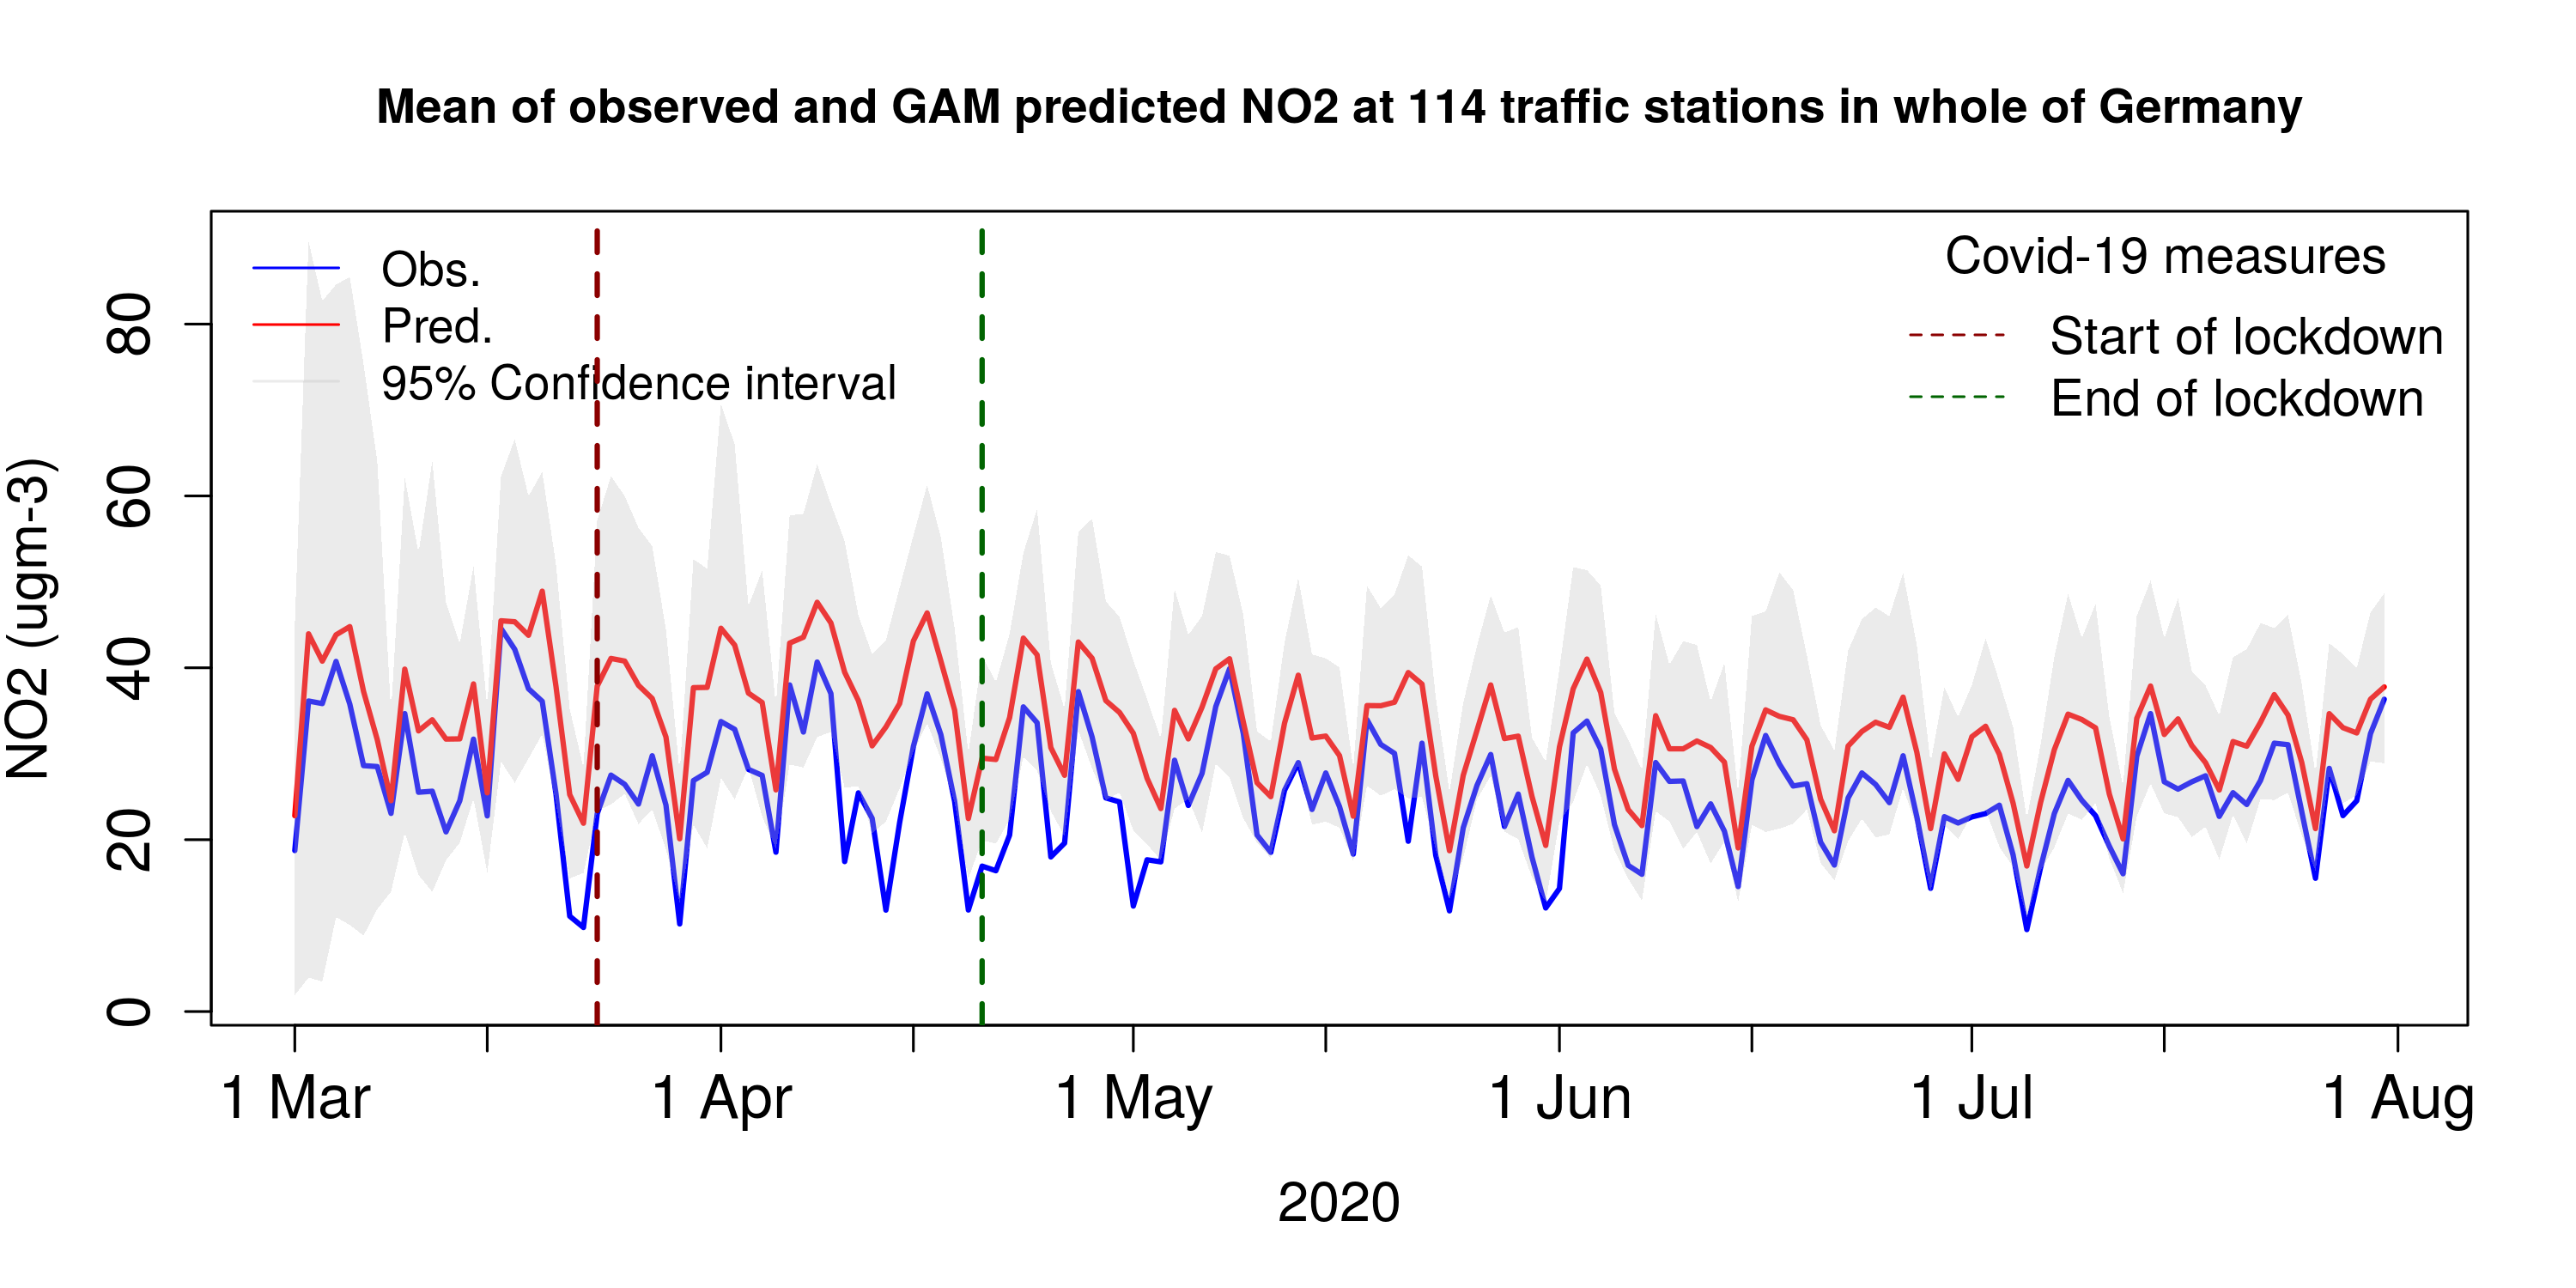 Mean of observed and GAM predicted NO2 at 114 traffic stations in whole of Germany
Obs.
Pred.
95% Confidence interval
Covid-19 measures
Start of lockdown
End of lockdown
NO2 (ugm-3)
80
60
40
20
0
1 Mar
1 Apr
1 May
1 Jun
1 Jul
1 Aug
2020